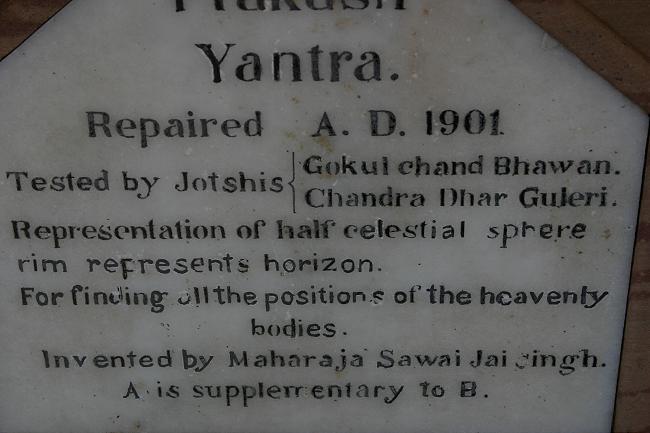 Prakash
Yantra.
Repaired A. D. 1901
Tested by Jotshis { Gokul chand Bhawan.
Chandra Dhar Guleri.
Representation of half celestial sphere
rim represents horizon.
For finding all the positions of the heavenly
bodies.
Invented by Maharaja Sawai Jai singh.
A is supplementary to B.